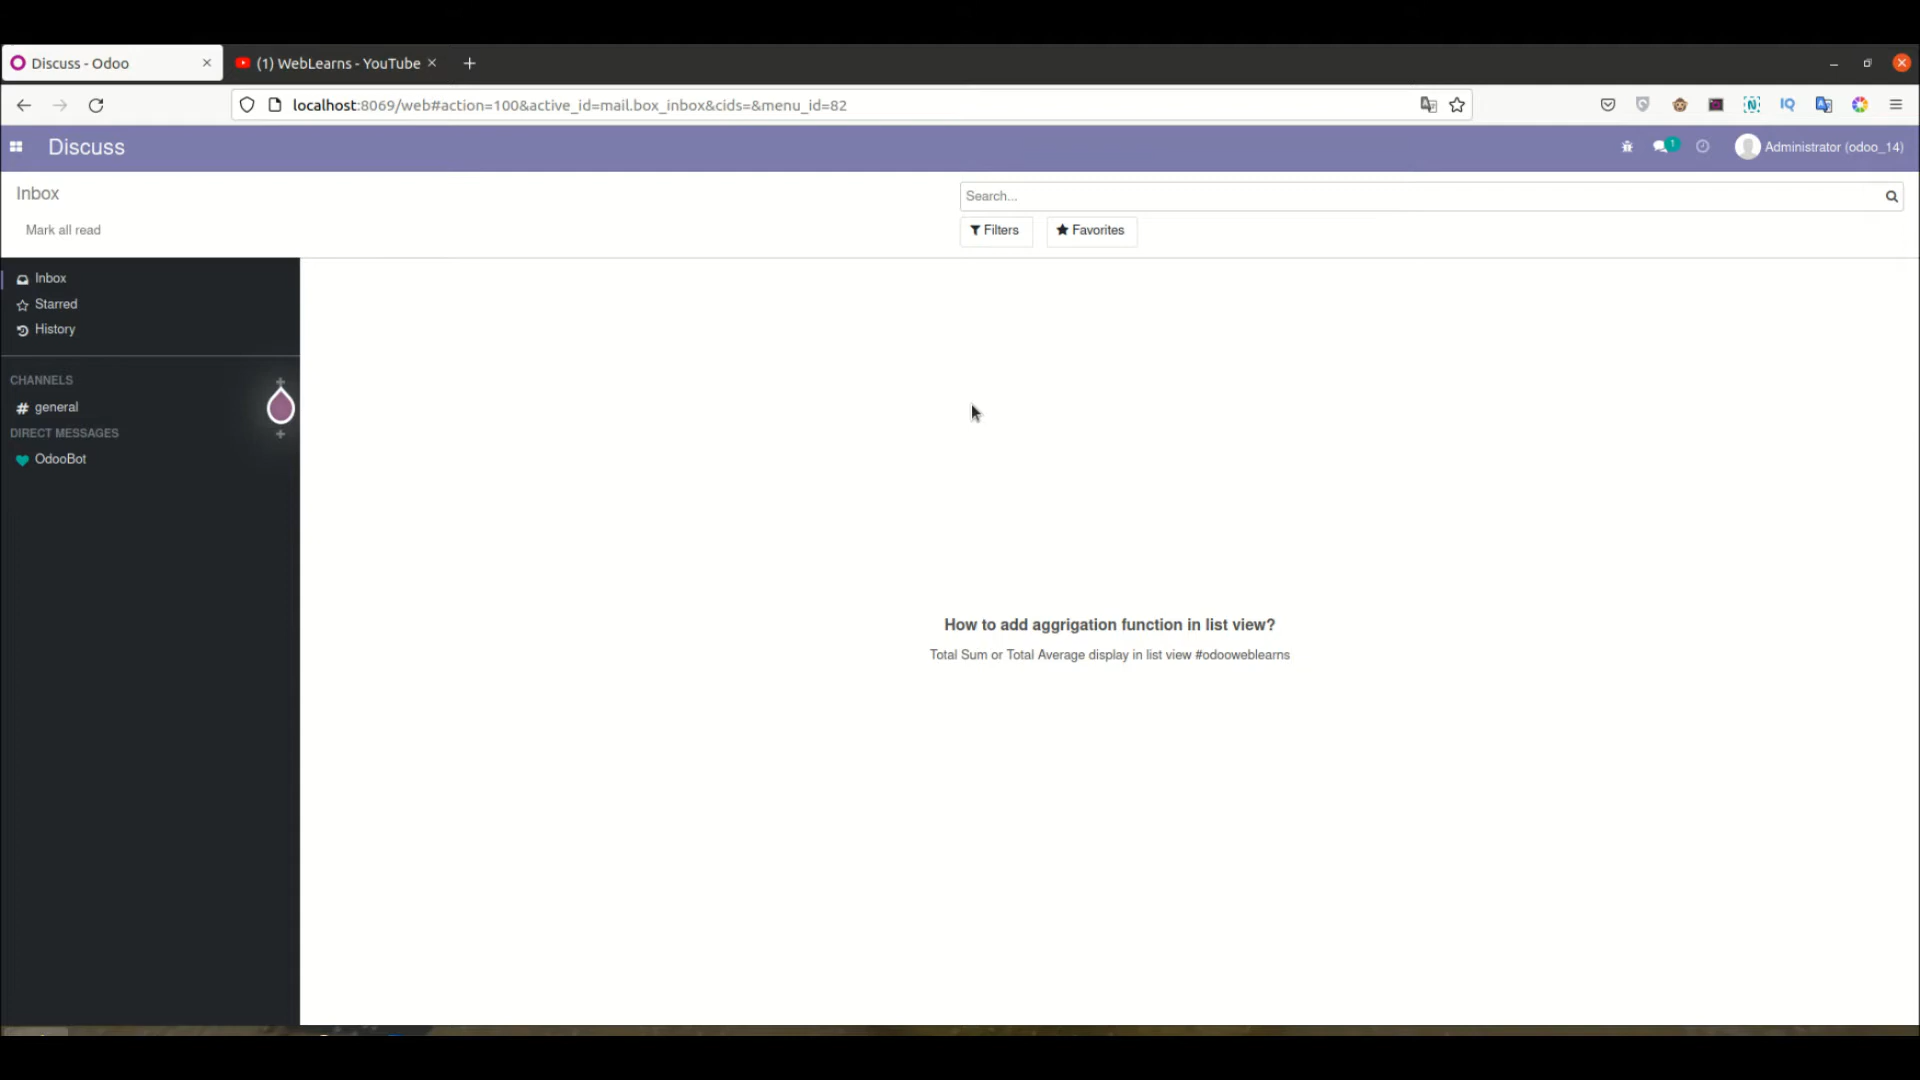 Discuss - Odoo
(1) WebLearns - YouTube
localhost:8069/web#action=100&active_id=mail.box_inbox&cids=&menu_id=82
IQ
Discuss
1
Administrator (odoo_14)
Inbox
Search...
Mark all read
Filters
Favorites
Inbox
Starred
History
CHANNELS
# general
DIRECT MESSAGES
OdooBot
How to add aggrigation function in list view?
Total Sum or Total Average display in list view #odooweblearns